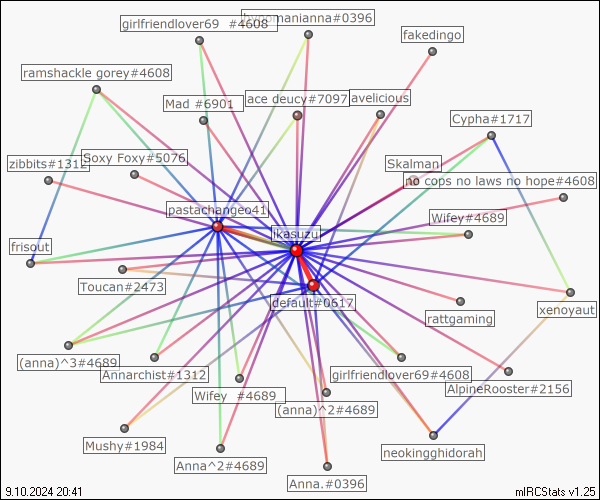 girlfriendlover69 #4608
hypomanianna#0396
fakedingo
ramshackle gorey#4608
Mad #6901
ace deucy#7097
avelicious
Cypha#1717
zibbits#1312
Soxy Foxy#5076
Skalman
no cops no laws no hope#4608
pastachangeo41
Wifey#4689
ikasuzu
frisout
Toucan#2473
default#0617
rattgaming
xenoyaut
(anna)^3#4689
Annarchist#1312
girlfriendlover69#4608
AlpineRooster#2156
Wifey #4689
(anna)^2#4689
Mushy#1984
Anna^2#4689
neokingghidorah
Anna.#0396
9.10.2024 20:41
mIRCStats v1.25